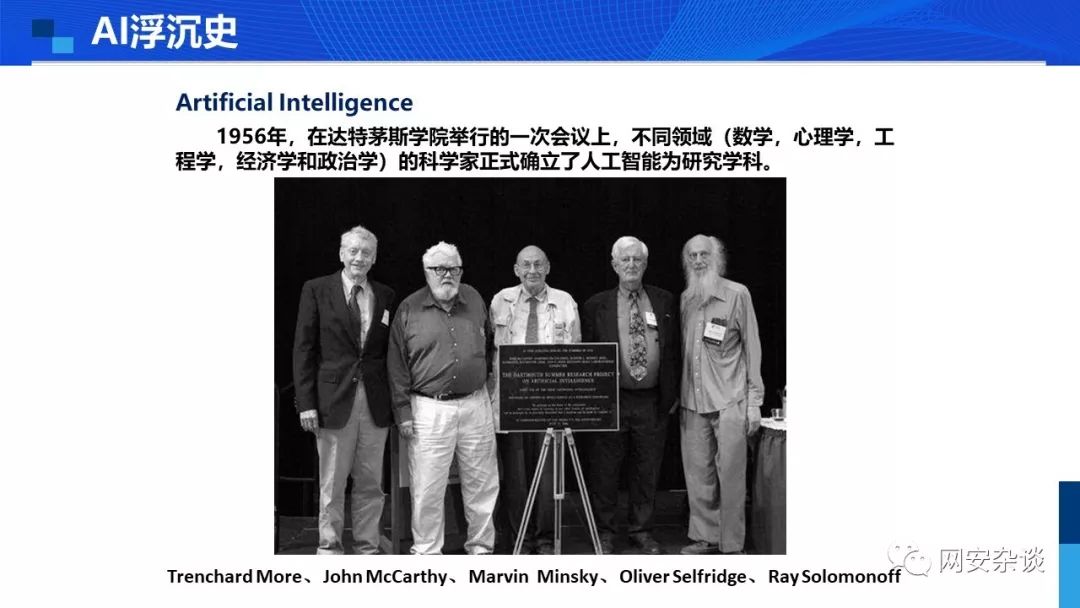 AI浮沉史
Artificial Intelligence
1956年，在达特茅斯学院举行的一次会议上，不同领域（数学，心理学，工
程学，经济学和政治学）的科学家正式确立了人工智能为研究学科。
THE DARTMOUTH SUMMER RESEARCH PROJECT
ON ARTIFICIAL INTELLIGENCE
Trenchard More、John McCarthy、Marvin Minsky、Oliver Selfridge、Ray Solomonoff
网安杂谈